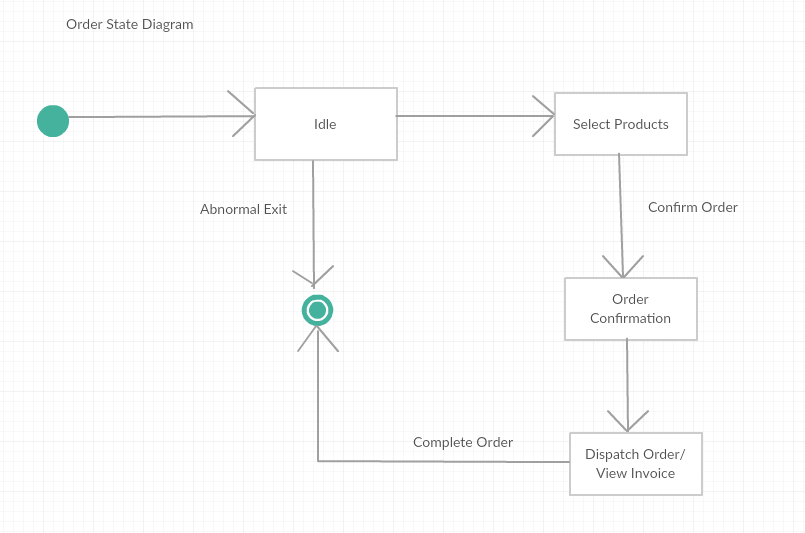 Order State Diagram
Idle
Select Products
Abnormal Exit
Confirm Order
Order
Confirmation
Complete Order
Dispatch Order/
View Invoice